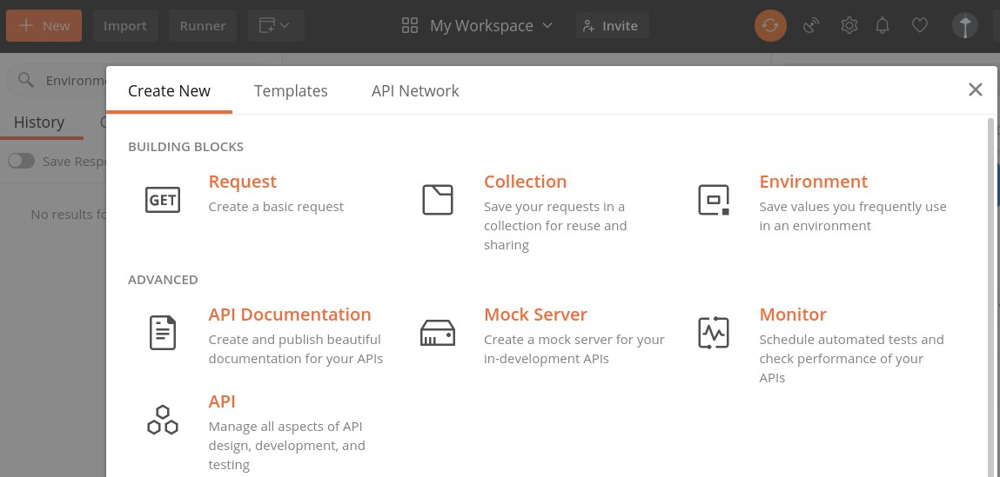 New Import Runner My Workspace Invite
Create New Templates API Network
History
Save Resp
No results fo
BUILDING BLOCKS
Request
Create a basic request
Collection
Save your requests in a
collection for reuse and
sharing
Environment
Save values you frequently use
in an environment
ADVANCED
API Documentation
Create and publish beautiful
documentation for your APIs
Mock Server
Create a mock server for your
in-development APIs
Monitor
Schedule automated tests and
check performance of your
APIs
API
Manage all aspects of API
design, development, and
testing
GET